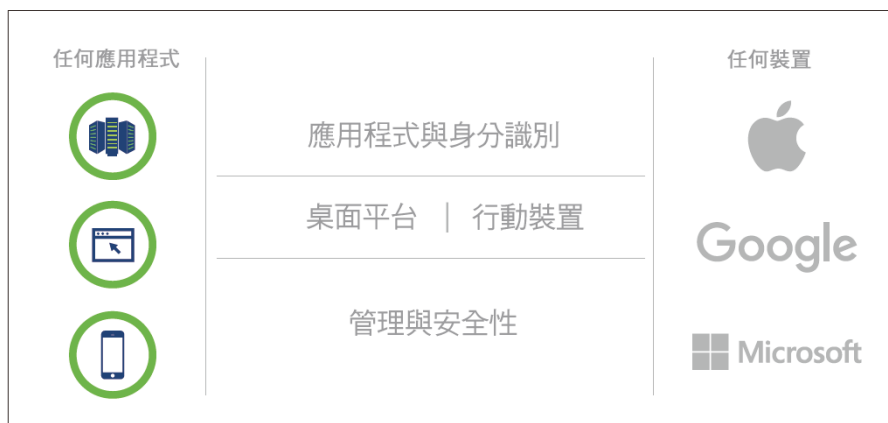 任何應用程式
任何裝置
應用程式與身分識別
桌面平台 | 行動裝置
Google
管理與安全性
Microsoft